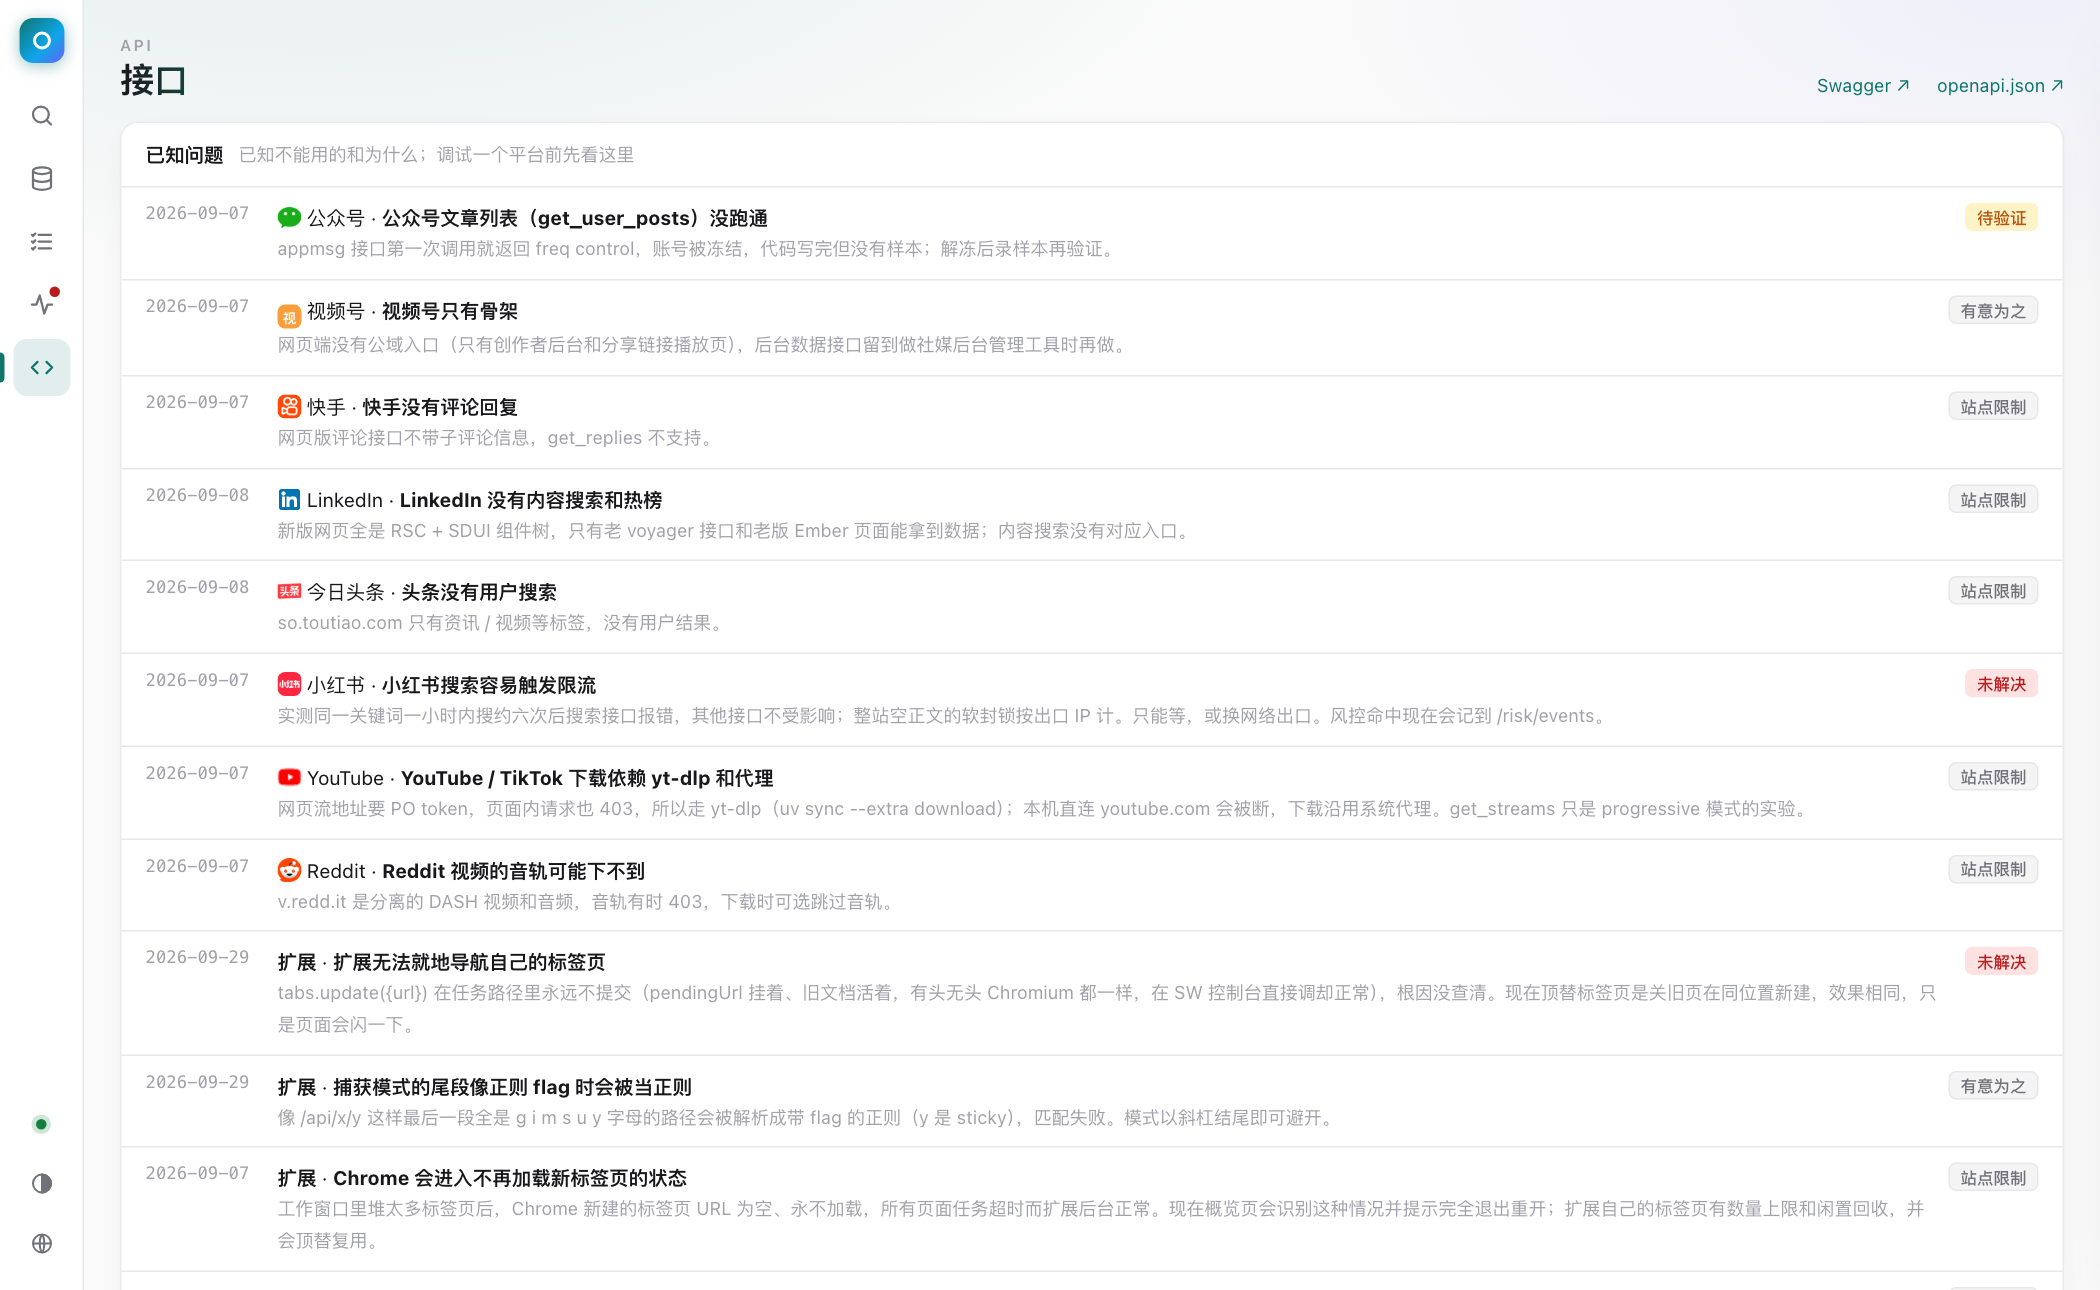 API
接口
Swagger ↗ openapi.json ↗
已知问题 已知不能用的和为什么；调试一个平台前先看这里
2026-09-07 公众号 · 公众号文章列表（get_user_posts）没跑通 待验证
appmsg 接口第一次调用就返回 freq control，账号被冻结，代码写完但没有样本；解冻后录样本再验证。
2026-09-07 视 视频号 · 视频号只有骨架 有意为之
网页端没有公域入口（只有创作者后台和分享链接播放页），后台数据接口留到做社媒后台管理工具时再做。
2026-09-07 快手 · 快手没有评论回复 站点限制
网页版评论接口不带子评论信息，get_replies 不支持。
2026-09-08 in LinkedIn · LinkedIn 没有内容搜索和热榜 站点限制
新版网页全是 RSC + SDUI 组件树，只有老 voyager 接口和老版 Ember 页面能拿到数据；内容搜索没有对应入口。
2026-09-08 头条 今日头条 · 头条没有用户搜索 站点限制
so.toutiao.com 只有资讯 / 视频等标签，没有用户结果。
2026-09-07 小红书 小红书 · 小红书搜索容易触发限流 未解决
实测同一关键词一小时内搜约六次后搜索接口报错，其他接口不受影响；整站空正文的软封锁按出口 IP 计。只能等，或换网络出口。风控命中现在会记到 /risk/events。
2026-09-07 YouTube · YouTube / TikTok 下载依赖 yt-dlp 和代理 站点限制
网页流地址要 PO token，页面内请求也 403，所以走 yt-dlp（uv sync --extra download）；本机直连 youtube.com 会被断，下载沿用系统代理。get_streams 只是 progressive 模式的实验。
2026-09-07 Reddit · Reddit 视频的音轨可能下不到 站点限制
v.redd.it 是分离的 DASH 视频和音频，音轨有时 403，下载时可选跳过音轨。
2026-09-29 扩展 · 扩展无法就地导航自己的标签页 未解决
tabs.update({url}) 在任务路径里永远不提交（pendingUrl 挂着、旧文档活着，有头无头 Chromium 都一样，在 SW 控制台直接调却正常），根因没查清。现在顶替标签页是关旧页在同位置新建，效果相同，只
是页面会闪一下。
2026-09-29 扩展 · 捕获模式的尾段像正则 flag 时会被当正则 有意为之
像 /api/x/y 这样最后一段全是 g i m s u y 字母的路径会被解析成带 flag 的正则（y 是 sticky），匹配失败。模式以斜杠结尾即可避开。
2026-09-07 扩展 · Chrome 会进入不再加载新标签页的状态 站点限制
工作窗口里堆太多标签页后，Chrome 新建的标签页 URL 为空、永不加载，所有页面任务超时而扩展后台正常。现在概览页会识别这种情况并提示完全退出重开；扩展自己的标签页有数量上限和闲置回收，并
会顶替复用。